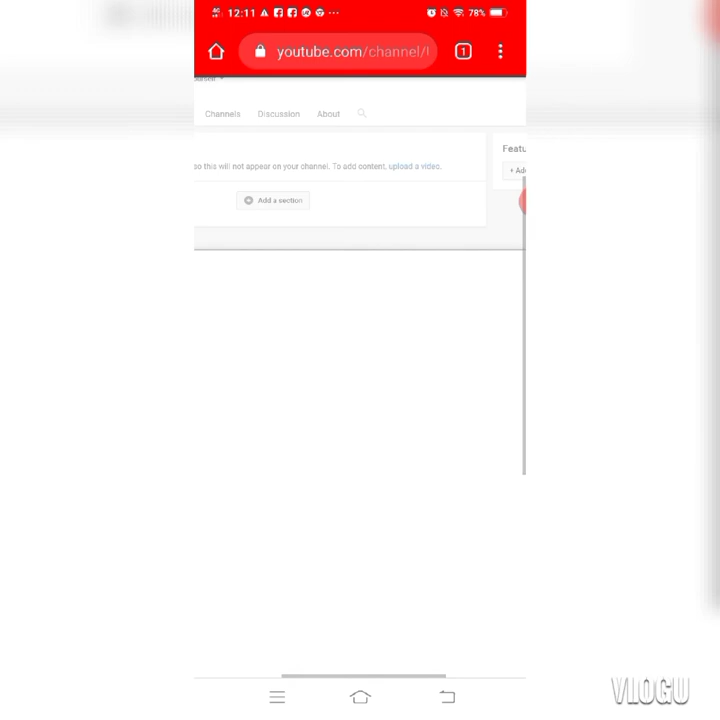 12:11
78%
youtube.com/channel/
1
Channels Discussion About
Featu
so this will not appear on your channel. To add content, upload a video.
+ Add
Add a section
VLOGU